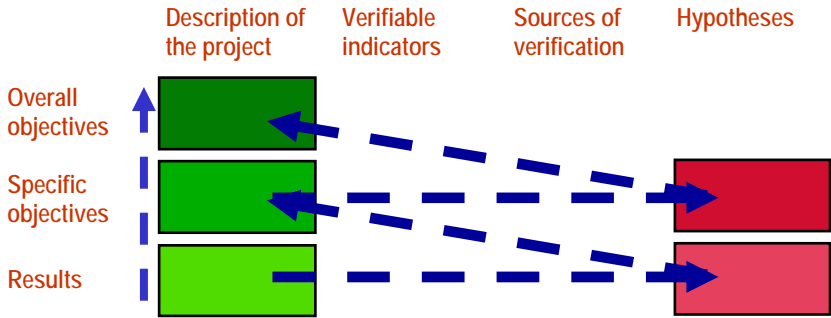 Description of
the project
Verifiable
indicators
Sources of
verification
Hypotheses
Overall
objectives
Specific
objectives
Results